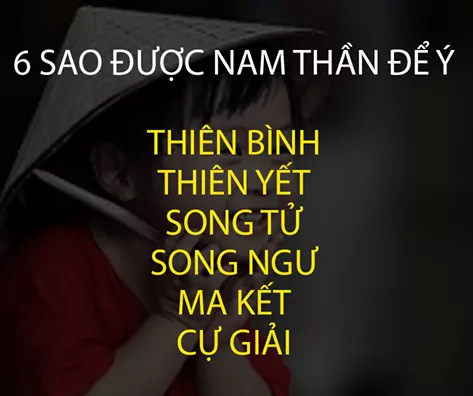 6 SAO ĐƯỢC NAM THẦN ĐỂ Ý
THIÊN BÌNH
THIÊN YẾT
SONG TỬ
SONG NGƯ
MA KẾT
CỰ GIẢI